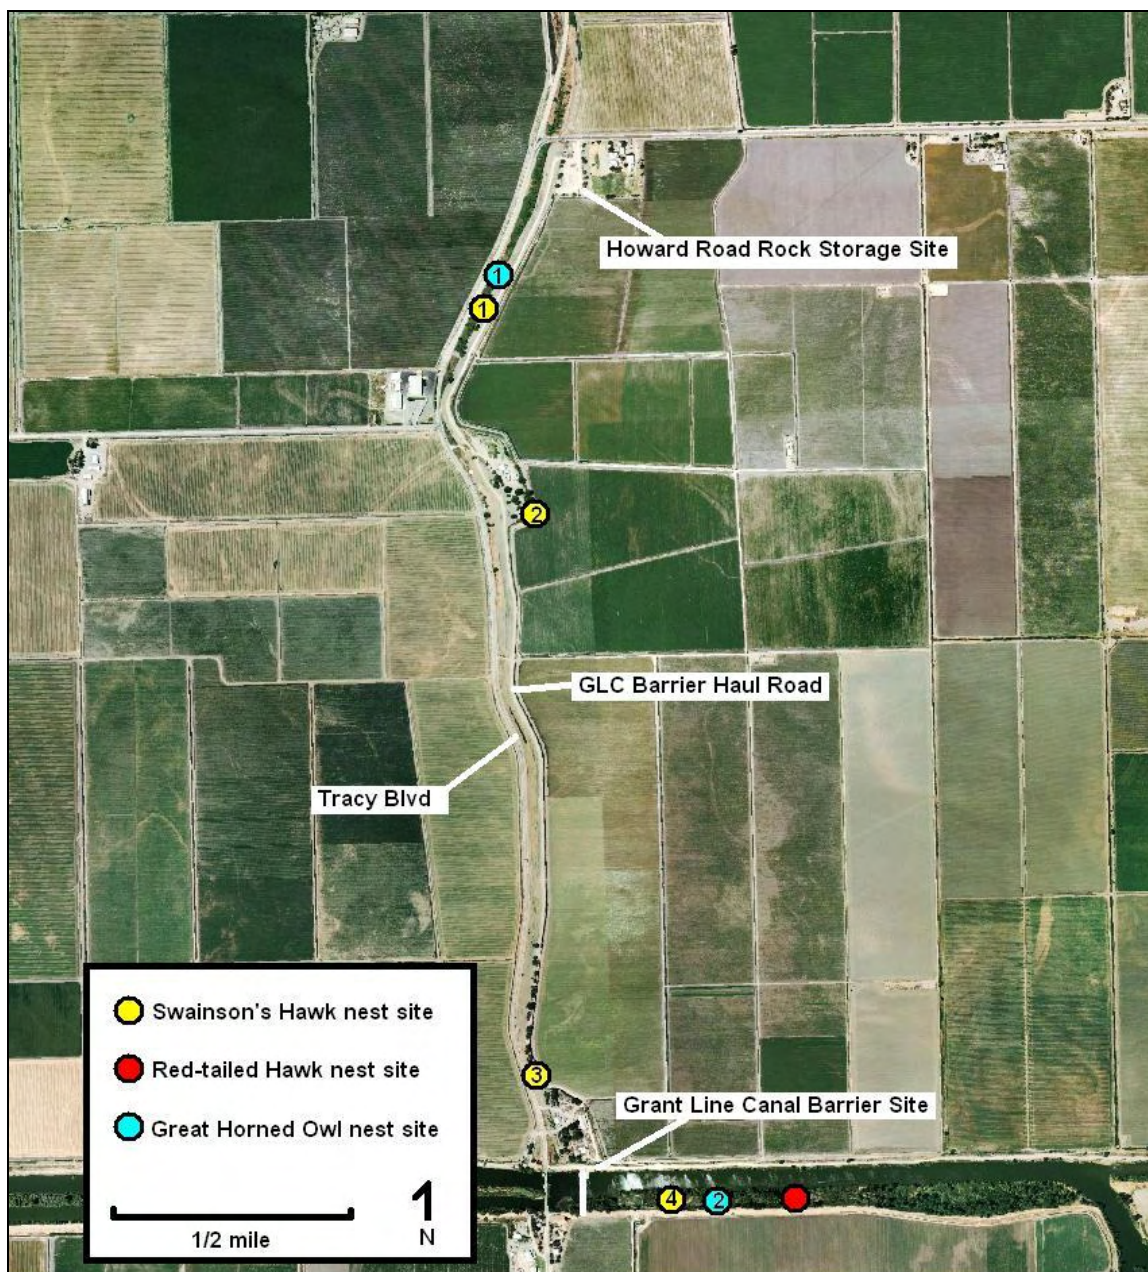 Howard Road Rock Storage Site
1
1
2
GLC Barrier Haul Road
Tracy Blvd
3
Grant Line Canal Barrier Site
4
2
Swainson's Hawk nest site
Red-tailed Hawk nest site
Great Horned Owl nest site
1/2 mile
N